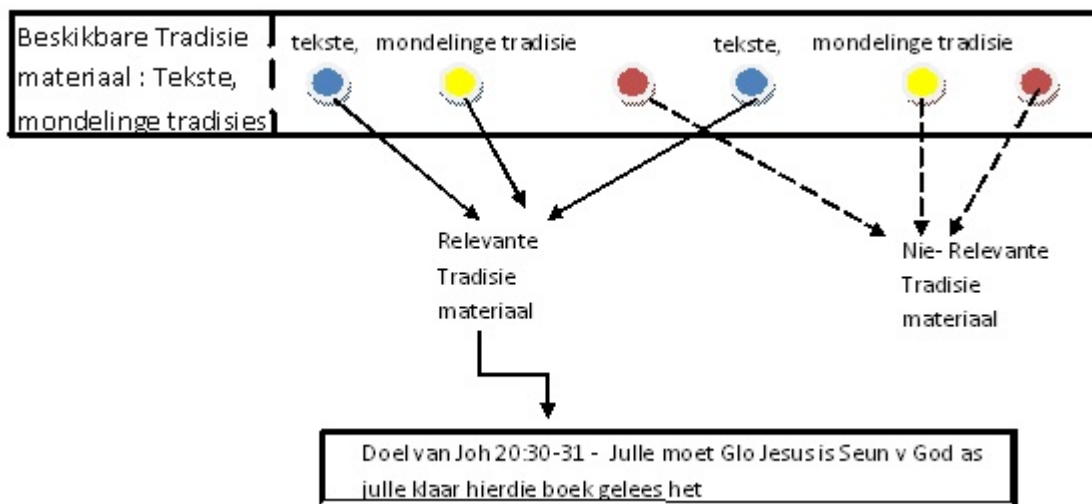 Beskikbare Tradisie
materiaal : Tekste,
mondelinge tradisies
tekste, mondelinge tradisie tekste, mondelinge tradisie
Relevante
Tradisie
materiaal
Nie- Relevante
Tradisie
materiaal
Doel van Joh 20:30-31 - Julle moet Glo Jesus is Seun v God as
julle klaar hierdie boek gelees het